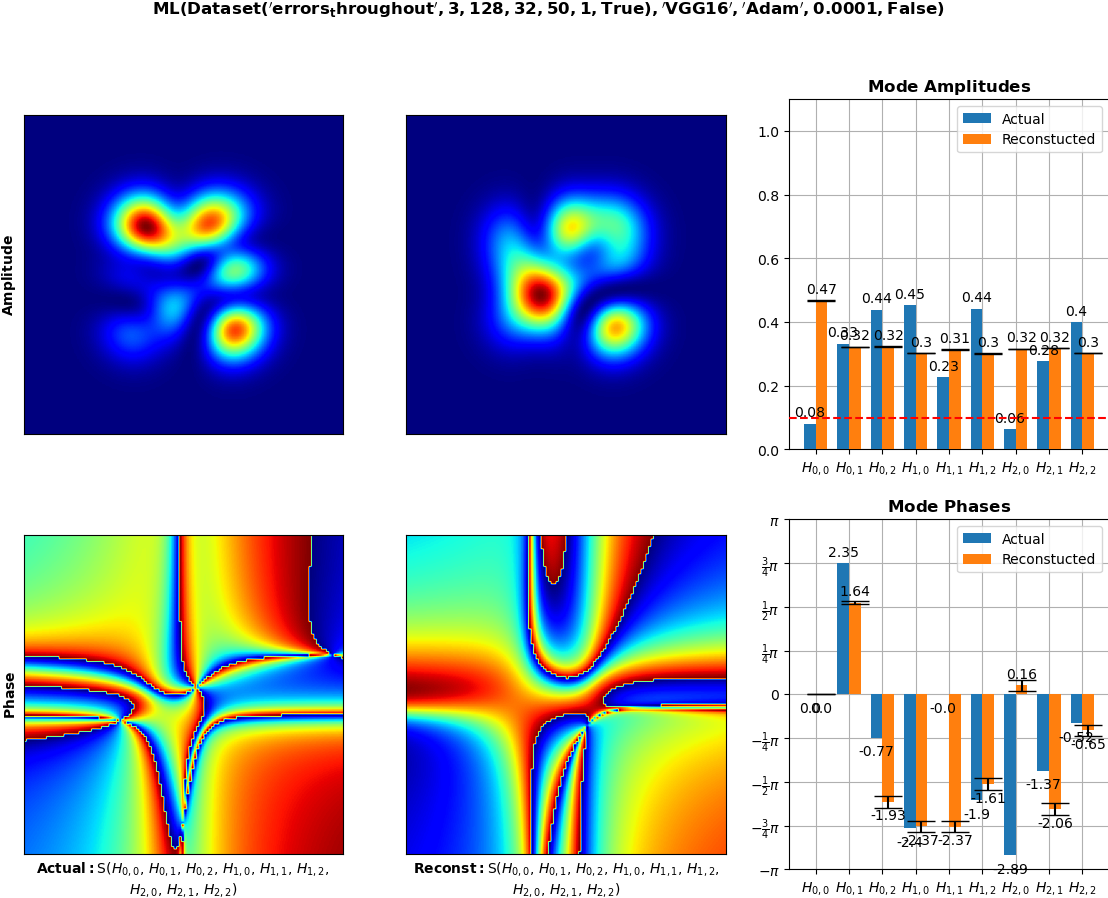 ML(Dataset('errors_throughout', 3, 128, 32, 50, 1, True), 'VGG16', 'Adam', 0.0001, False)
Amplitude
Mode Amplitudes
Actual
Reconstucted
1.0
0.8
0.6
0.4
0.2
0.0
0.08 0.47 0.33 0.32 0.44 0.32 0.45 0.3 0.23 0.31 0.44 0.3 0.06 0.32 0.28 0.32 0.4 0.3
H0,0 H0,1 H0,2 H1,0 H1,1 H1,2 H2,0 H2,1 H2,2
Phase
Actual: S(H0,0, H0,1, H0,2, H1,0, H1,1, H1,2,
H2,0, H2,1, H2,2)
Reconst: S(H0,0, H0,1, H0,2, H1,0, H1,1, H1,2,
H2,0, H2,1, H2,2)
Mode Phases
Actual
Reconstucted
π
3/4π
1/2π
1/4π
0
−1/4π
−1/2π
−3/4π
−π
0.0 0.0 2.35 1.64 -0.77 -1.93 -2.4 -2.37 -0.0 -2.37 -1.9 -1.61 -2.89 0.16 -1.37 -2.06 -0.52 -0.65
H0,0 H0,1 H0,2 H1,0 H1,1 H1,2 H2,0 H2,1 H2,2